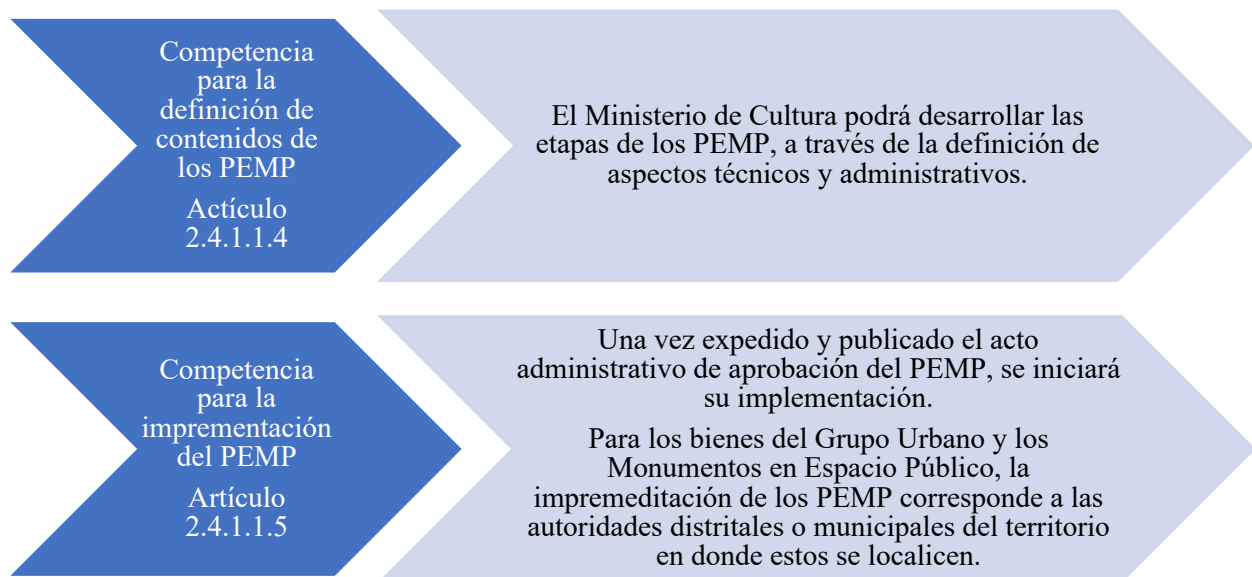 Competencia
para la
definición de
contenidos de
los PEMP
Actículo
2.4.1.1.4
El Ministerio de Cultura podrá desarrollar las
etapas de los PEMP, a través de la definición de
aspectos técnicos y administrativos.
Competencia
para la
imprementación
del PEMP
Artículo
2.4.1.1.5
Una vez expedido y publicado el acto
administrativo de aprobación del PEMP, se iniciará
su implementación.
Para los bienes del Grupo Urbano y los
Monumentos en Espacio Público, la
impremeditación de los PEMP corresponde a las
autoridades distritales o municipales del territorio
en donde estos se localicen.